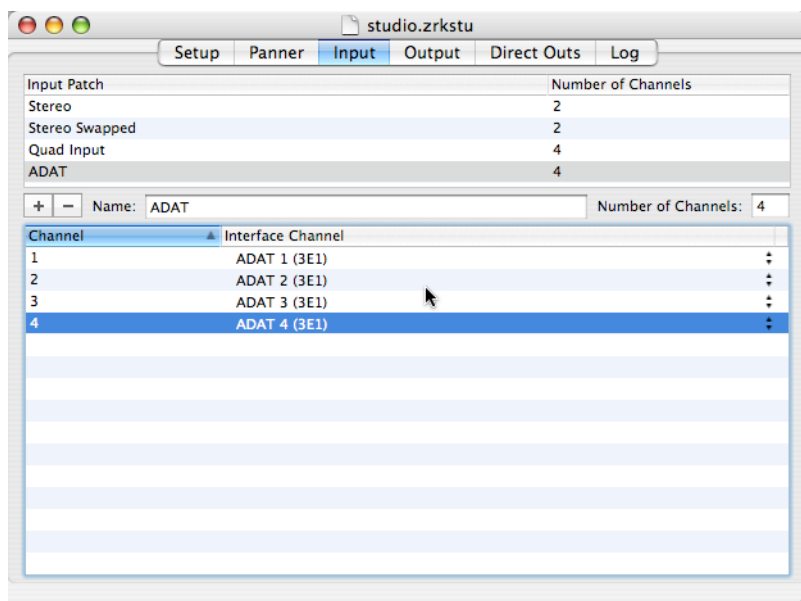 studio.zrkstu
Setup Panner Input Output Direct Outs Log
Input Patch Number of Channels
Stereo 2
Stereo Swapped 2
Quad Input 4
ADAT 4
+ − Name: ADAT Number of Channels: 4
Channel Interface Channel
1 ADAT 1 (3E1)
2 ADAT 2 (3E1)
3 ADAT 3 (3E1)
4 ADAT 4 (3E1)